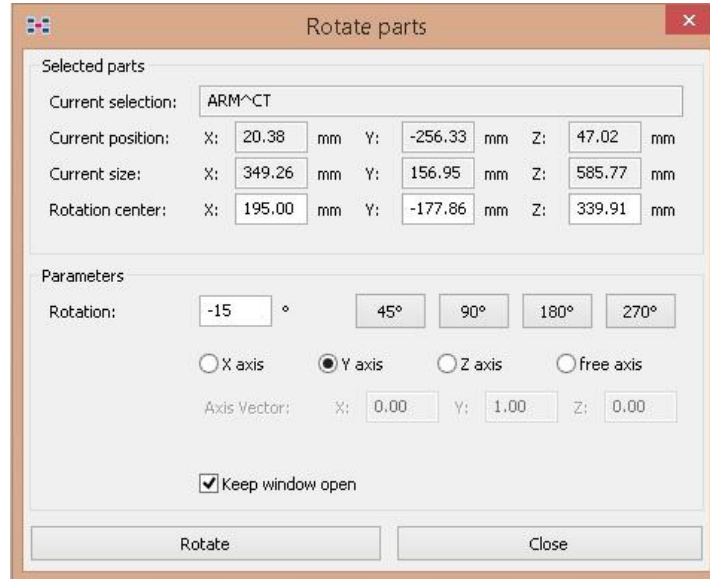 Rotate parts
Selected parts
Current selection: ARM^CT
Current position: X: 20.38 mm Y: -256.33 mm Z: 47.02 mm
Current size: X: 349.26 mm Y: 156.95 mm Z: 585.77 mm
Rotation center: X: 195.00 mm Y: -177.86 mm Z: 339.91 mm
Parameters
Rotation: -15 ° 45° 90° 180° 270°
X axis Y axis Z axis free axis
Axis Vector: X: 0.00 Y: 1.00 Z: 0.00
Keep window open
Rotate Close